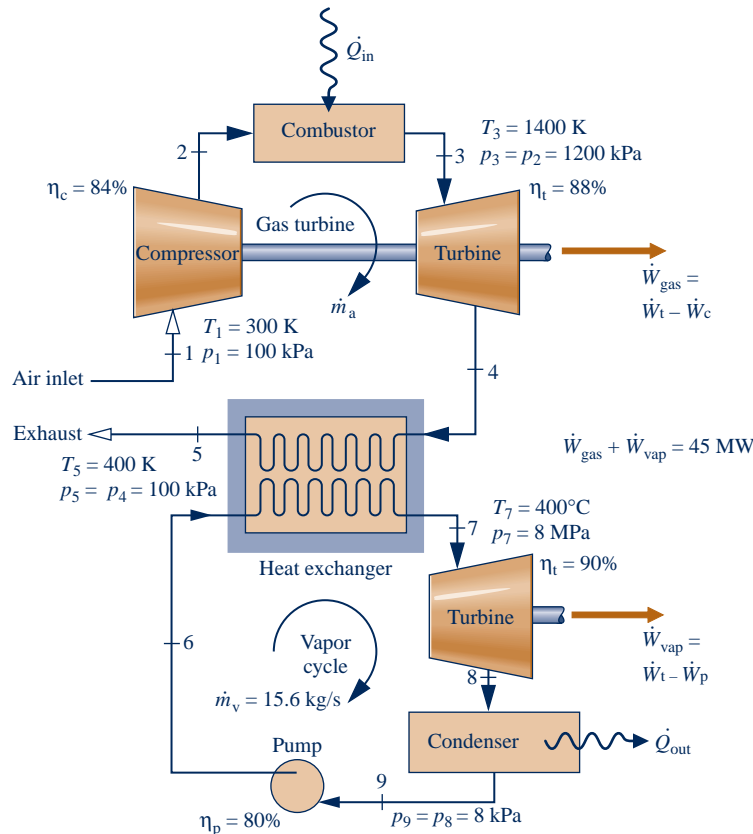 Q̇in
Combustor
2
3
T3 = 1400 K
p3 = p2 = 1200 kPa
ηc = 84%
ηt = 88%
Gas turbine
Compressor
Turbine
ṁa
Ẇgas =
Ẇt – Ẇc
T1 = 300 K
p1 = 100 kPa
1
Air inlet
4
Exhaust
5
T5 = 400 K
p5 = p4 = 100 kPa
Ẇgas + Ẇvap = 45 MW
T7 = 400°C
p7 = 8 MPa
7
Heat exchanger
ηt = 90%
Turbine
6
Vapor
cycle
ṁv = 15.6 kg/s
Ẇvap =
Ẇt – Ẇp
8
Condenser
Q̇out
Pump
9
ηp = 80%
p9 = p8 = 8 kPa